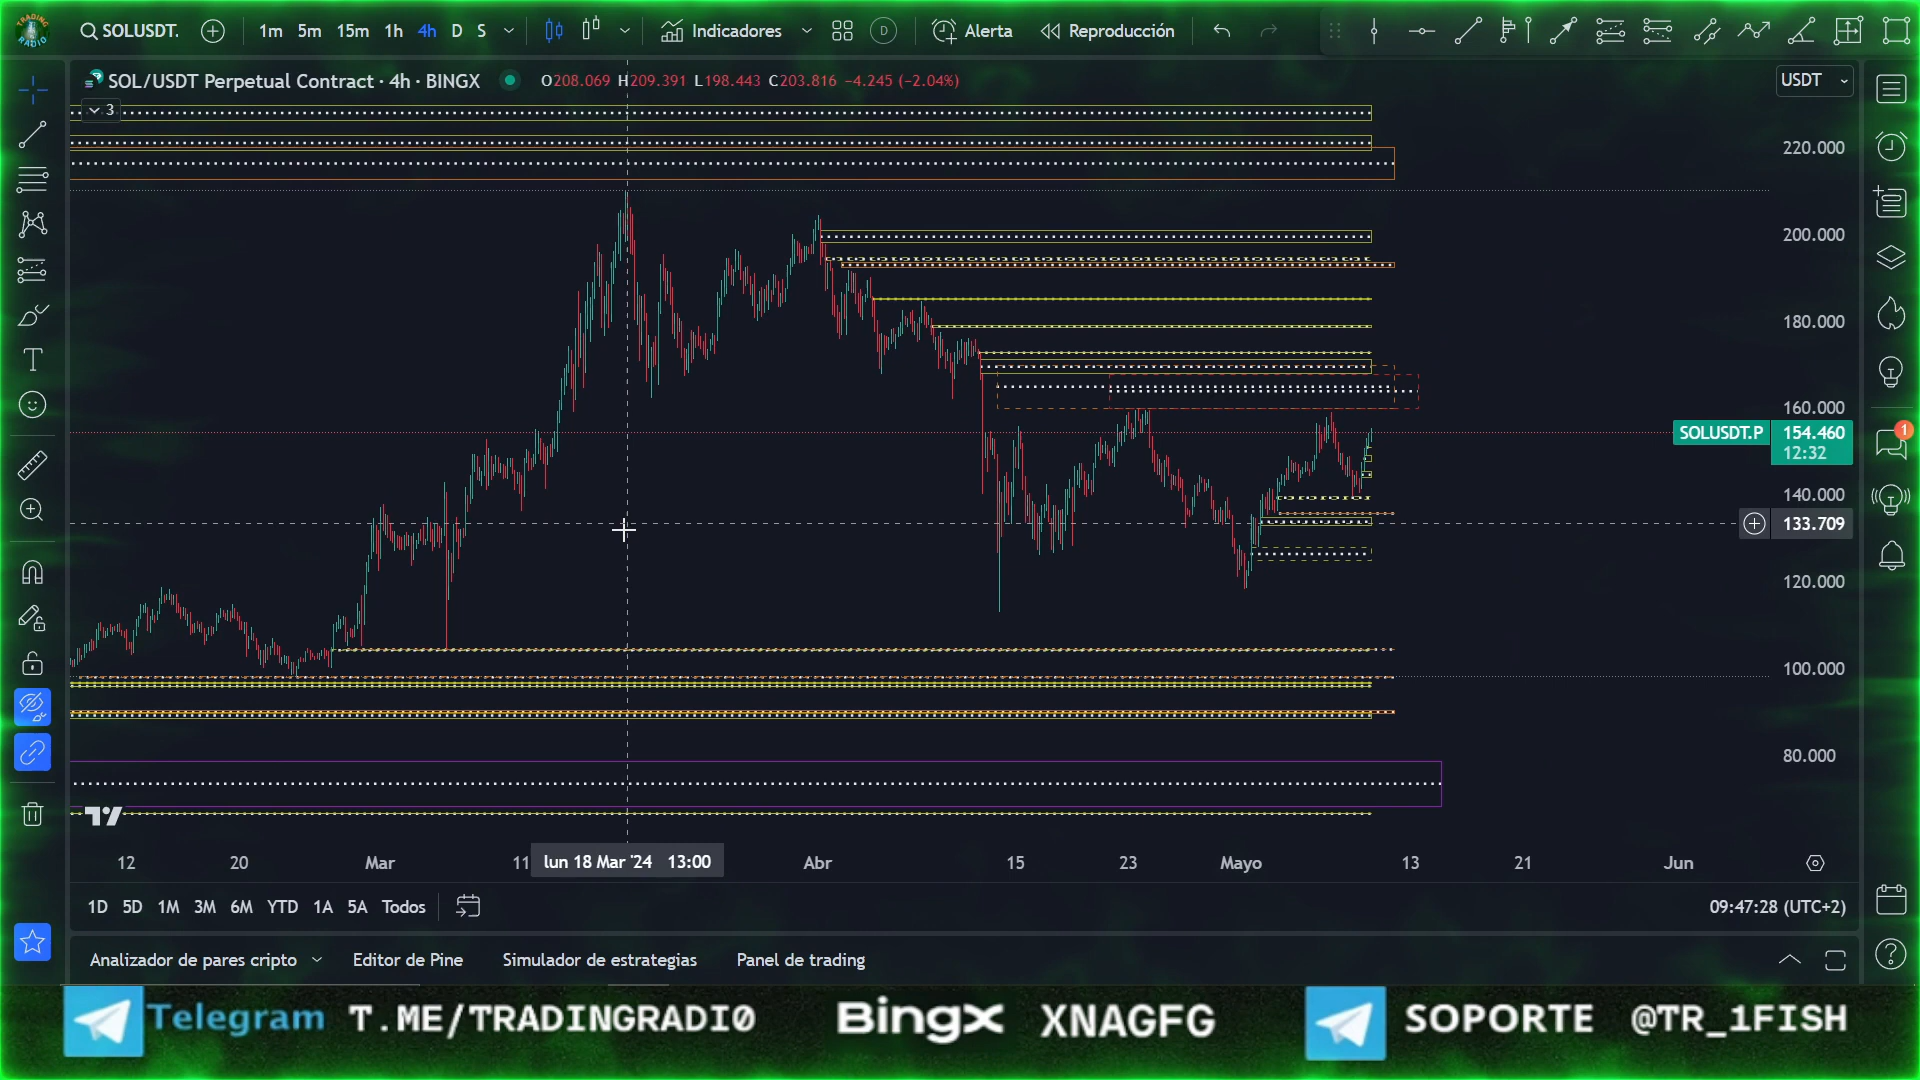 TRADING
RADIO
SOLUSDT.
1m 5m 15m 1h 4h D S
Indicadores
D
Alerta
Reproducción
SOL/USDT Perpetual Contract · 4h · BINGX
O208.069 H209.391 L198.443 C203.816 −4.245 (−2.04%)
USDT
3
220.000
200.000
180.000
160.000
SOLUSDT.P 154.460
12:32
1
140.000
133.709
120.000
100.000
80.000
12 20 Mar 11 lun 18 Mar '24 13:00 Abr 15 23 Mayo 13 21 Jun
1D 5D 1M 3M 6M YTD 1A 5A Todos
09:47:28 (UTC+2)
Analizador de pares cripto Editor de Pine Simulador de estrategias Panel de trading
Telegram T.ME/TRADINGRADI0 BingX XNAGFG SOPORTE @TR_1FISH